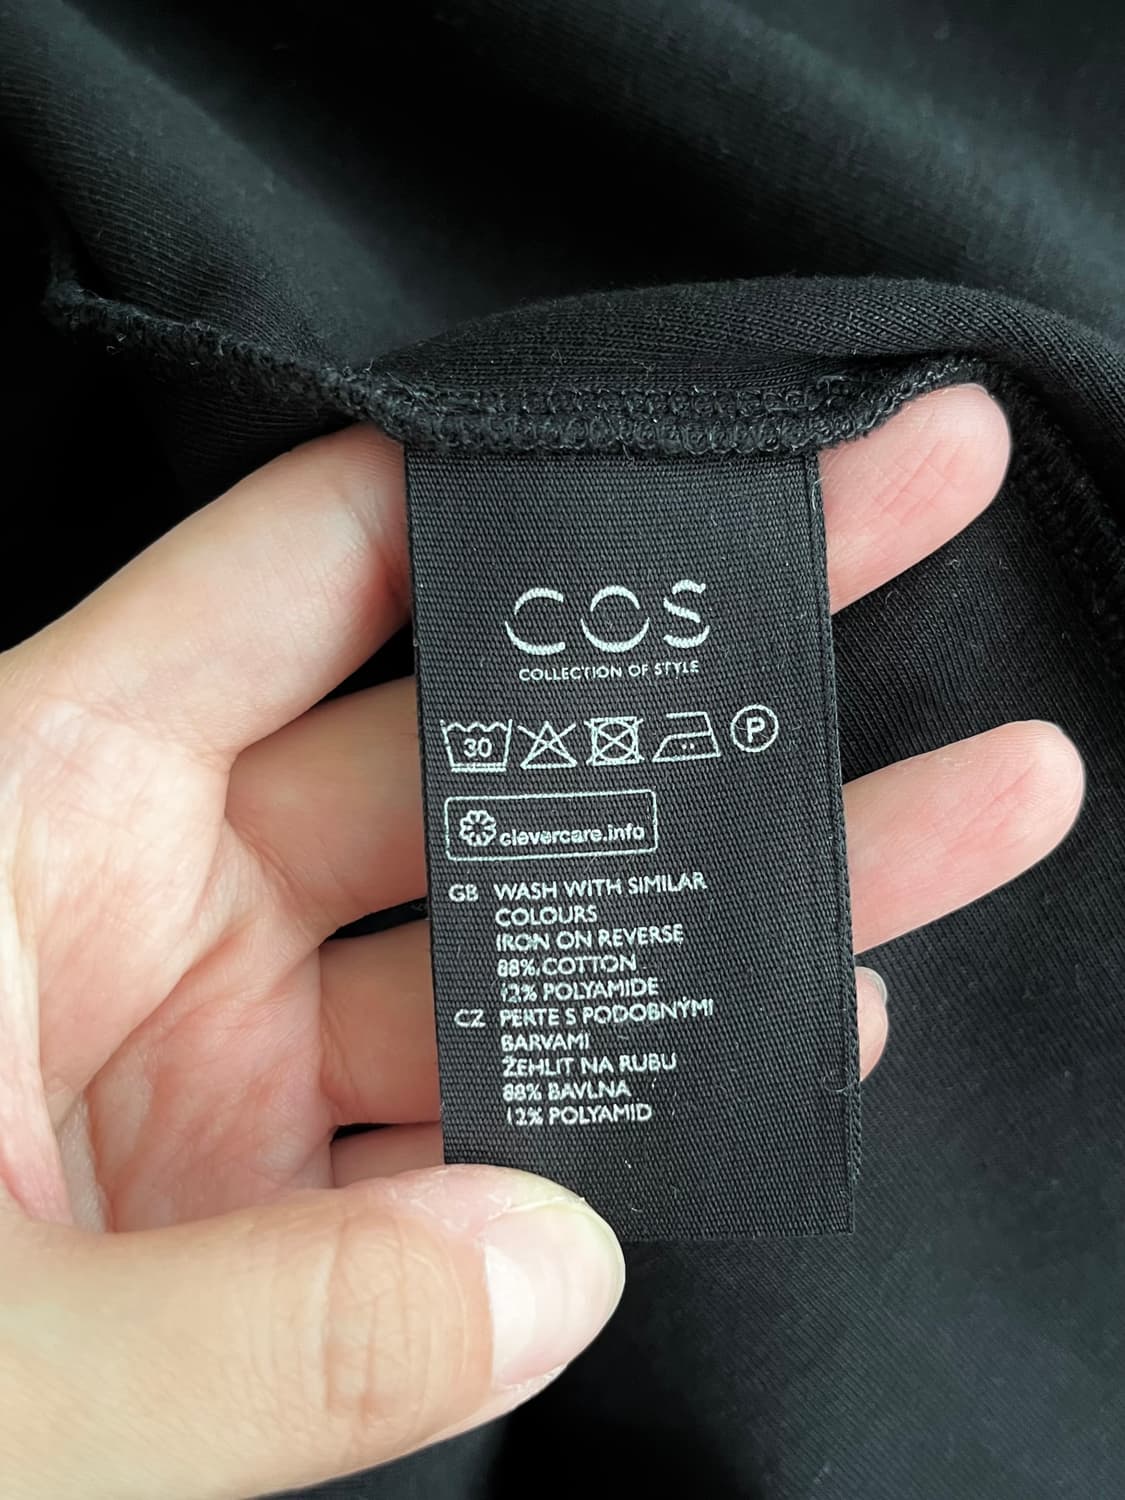 COS
COLLECTION OF STYLE
30 P
clevercare.info
GB WASH WITH SIMILAR
COLOURS
IRON ON REVERSE
88% COTTON
12% POLYAMIDE
CZ PERTE S PODOBNÝMI
BARVAMI
ŽEHLIT NA RUBU
88% BAVLNA
12% POLYAMID